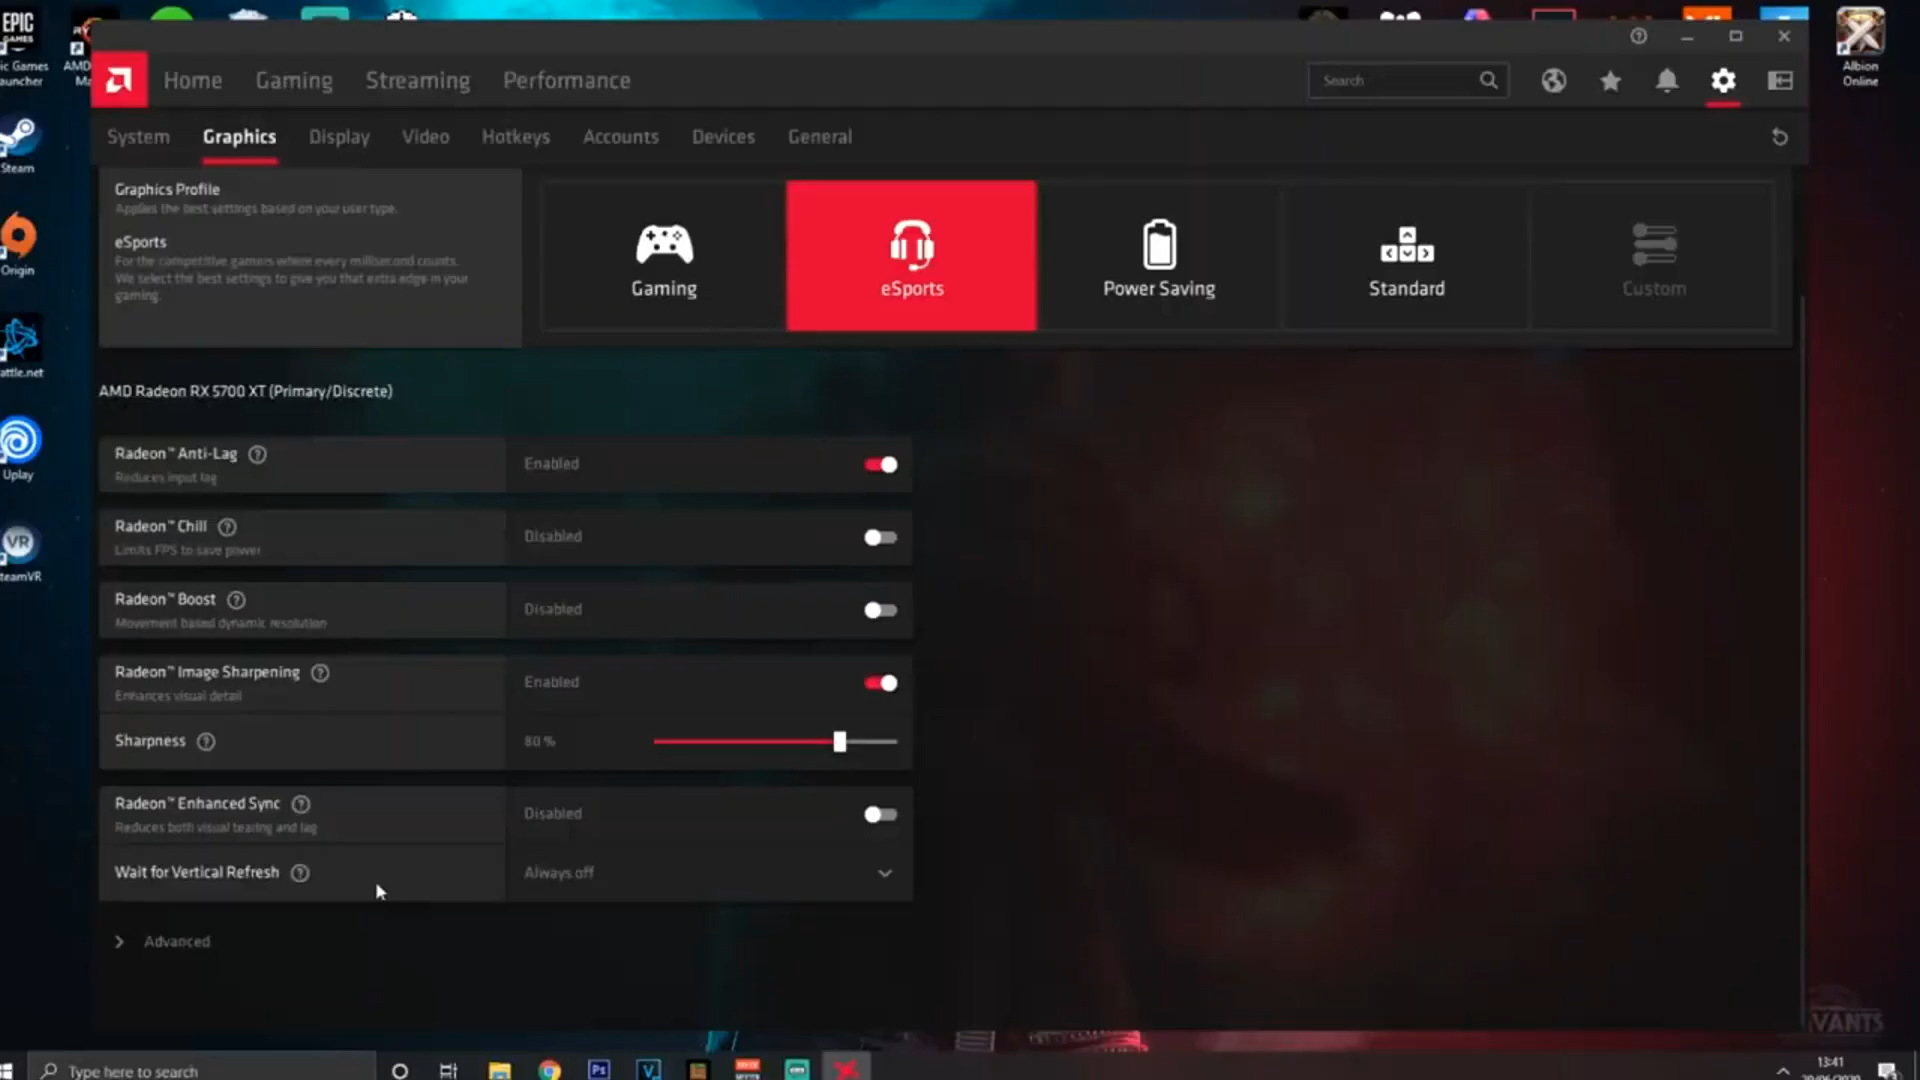 EPIC
GAMES
ic Games
auncher
AMD
Ma
Albion
Online
Steam
Origin
attle.net
Uplay
VR
teamVR
Home
Gaming
Streaming
Performance
Search
System
Graphics
Display
Video
Hotkeys
Accounts
Devices
General
Graphics Profile
Applies the best settings based on your user type.
eSports
For the competitive gamers where every millisecond counts.
We select the best settings to give you that extra edge in your
gaming.
Gaming
eSports
Power Saving
Standard
Custom
AMD Radeon RX 5700 XT (Primary/Discrete)
Radeon™ Anti-Lag
Reduces input lag
Enabled
Radeon™ Chill
Limits FPS to save power
Disabled
Radeon™ Boost
Movement based dynamic resolution
Disabled
Radeon™ Image Sharpening
Enhances visual detail
Enabled
Sharpness
80 %
Radeon™ Enhanced Sync
Reduces both visual tearing and lag
Disabled
Wait for Vertical Refresh
Always off
Advanced
VANTS
Type here to search
Ps
13:41